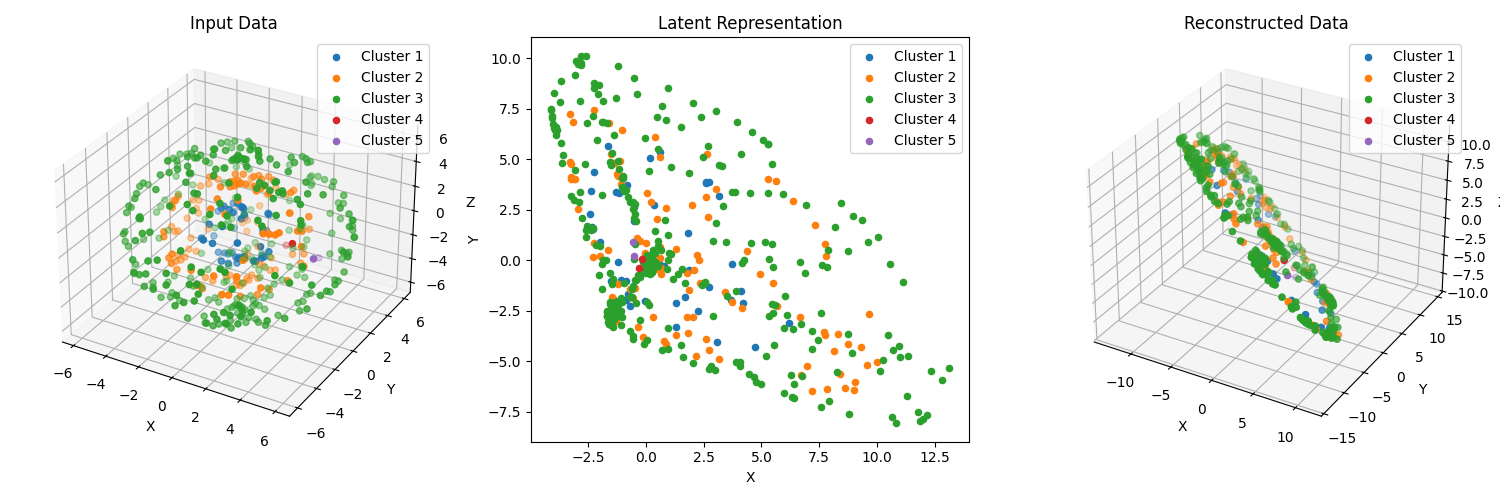 Input Data
Cluster 1
Cluster 2
Cluster 3
Cluster 4
Cluster 5
6
4
2
0
−2
−4
−6
Z
−6
−4
−2
0
2
4
6
X
−6
−4
−2
0
2
4
6
Y
Latent Representation
Cluster 1
Cluster 2
Cluster 3
Cluster 4
Cluster 5
10.0
7.5
5.0
2.5
0.0
−2.5
−5.0
−7.5
Y
−2.5
0.0
2.5
5.0
7.5
10.0
12.5
X
Reconstructed Data
Cluster 1
Cluster 2
Cluster 3
Cluster 4
Cluster 5
10.0
7.5
5.0
2.5
0.0
−2.5
−5.0
−7.5
−10.0
−10
−5
0
5
10
X
−15
−10
−5
0
5
10
15
Y